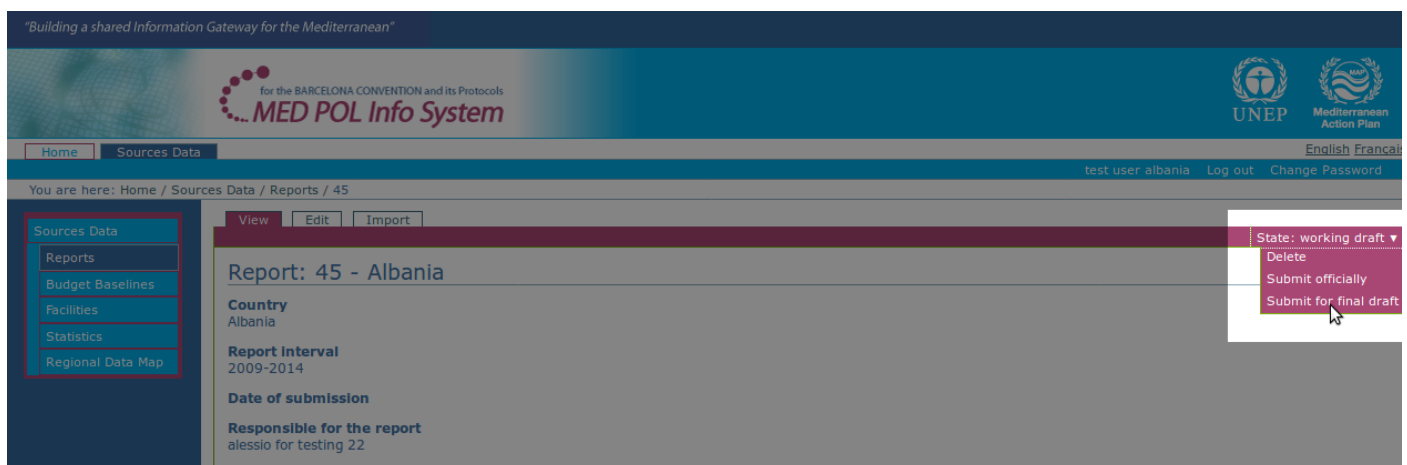 "Building a shared Information Gateway for the Mediterranean"
for the BARCELONA CONVENTION and its Protocols
MED POL Info System
UNEP
MAP
Mediterranean
Action Plan
Home Sources Data
English Français
test user albania Log out Change Password
You are here: Home / Sources Data / Reports / 45
Sources Data
Reports
Budget Baselines
Facilities
Statistics
Regional Data Map
View Edit Import
State: working draft ▼
Delete
Submit officially
Submit for final draft
Report: 45 - Albania
Country
Albania
Report interval
2009-2014
Date of submission
Responsible for the report
alessio for testing 22